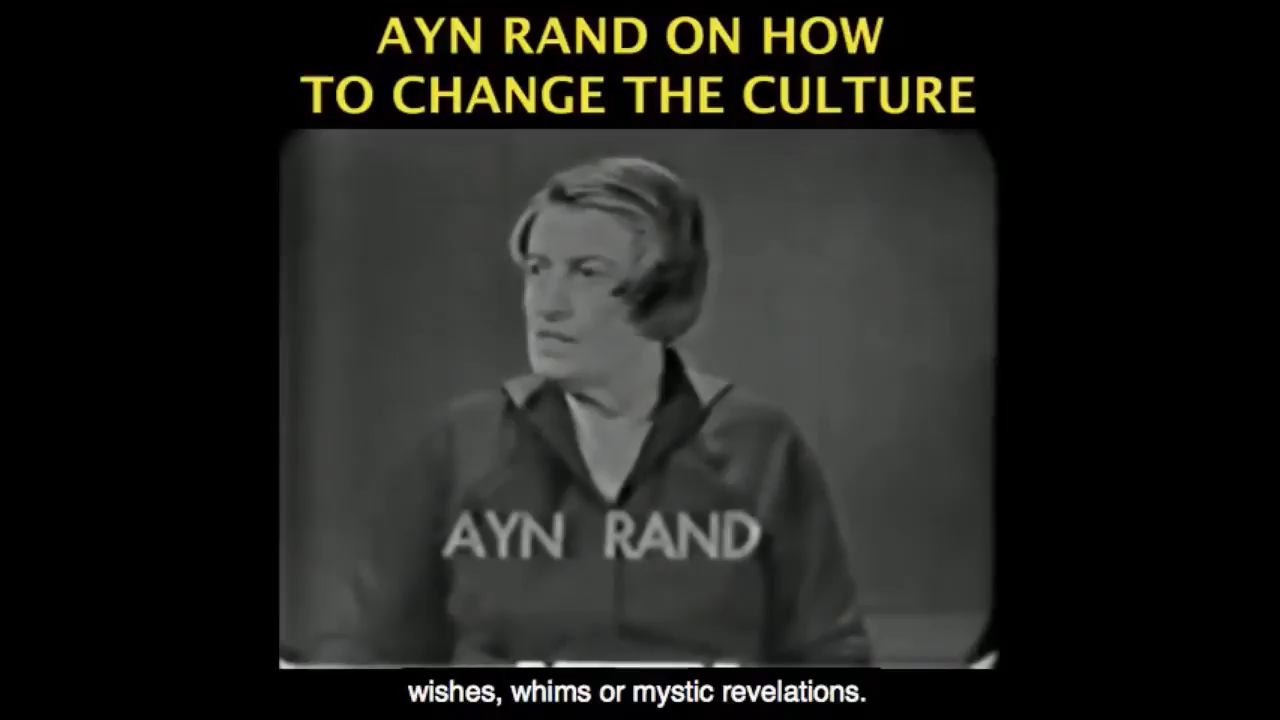 AYN RAND ON HOW
TO CHANGE THE CULTURE
AYN RAND
wishes, whims or mystic revelations.